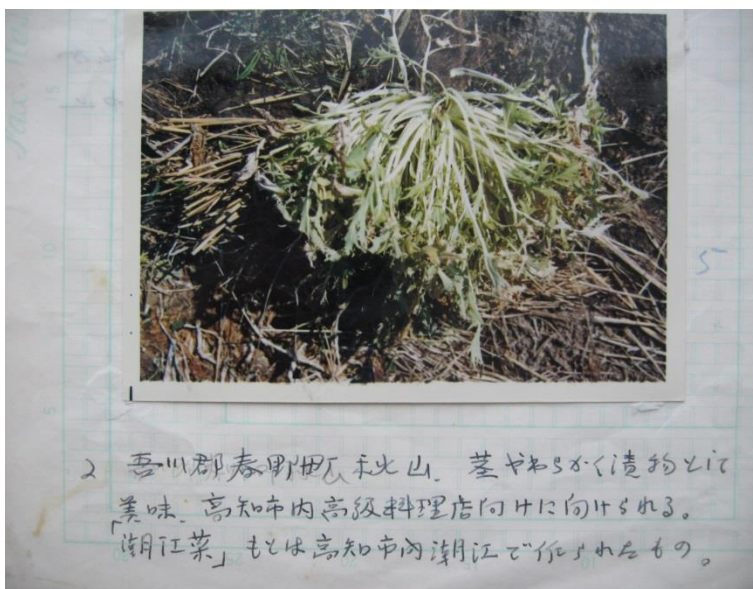 5
2 吾川郡春野町秋山、茎やわらかく漬物として
美味、高知市内高級料理店向けに向けられる。
「潮江菜」もとは高知市内潮江で作られたもの。